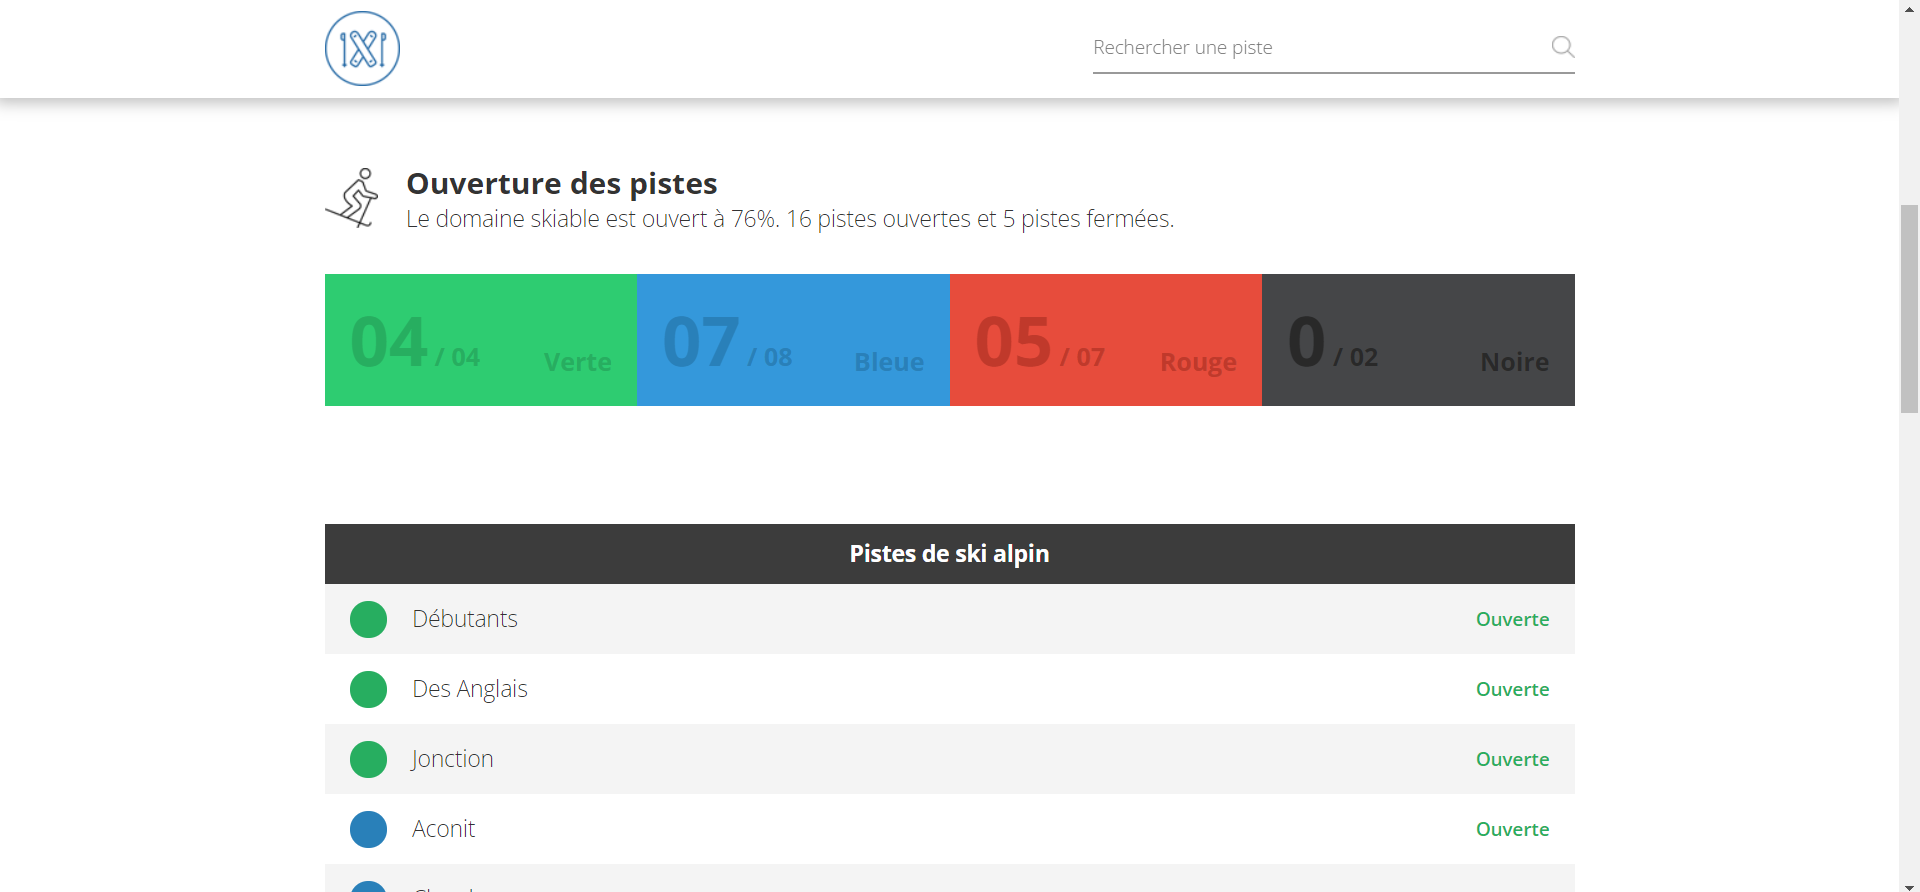 Rechercher une piste
Ouverture des pistes
Le domaine skiable est ouvert à 76%. 16 pistes ouvertes et 5 pistes fermées.
04 / 04 Verte
07 / 08 Bleue
05 / 07 Rouge
0 / 02 Noire
Pistes de ski alpin
Débutants Ouverte
Des Anglais Ouverte
Jonction Ouverte
Aconit Ouverte